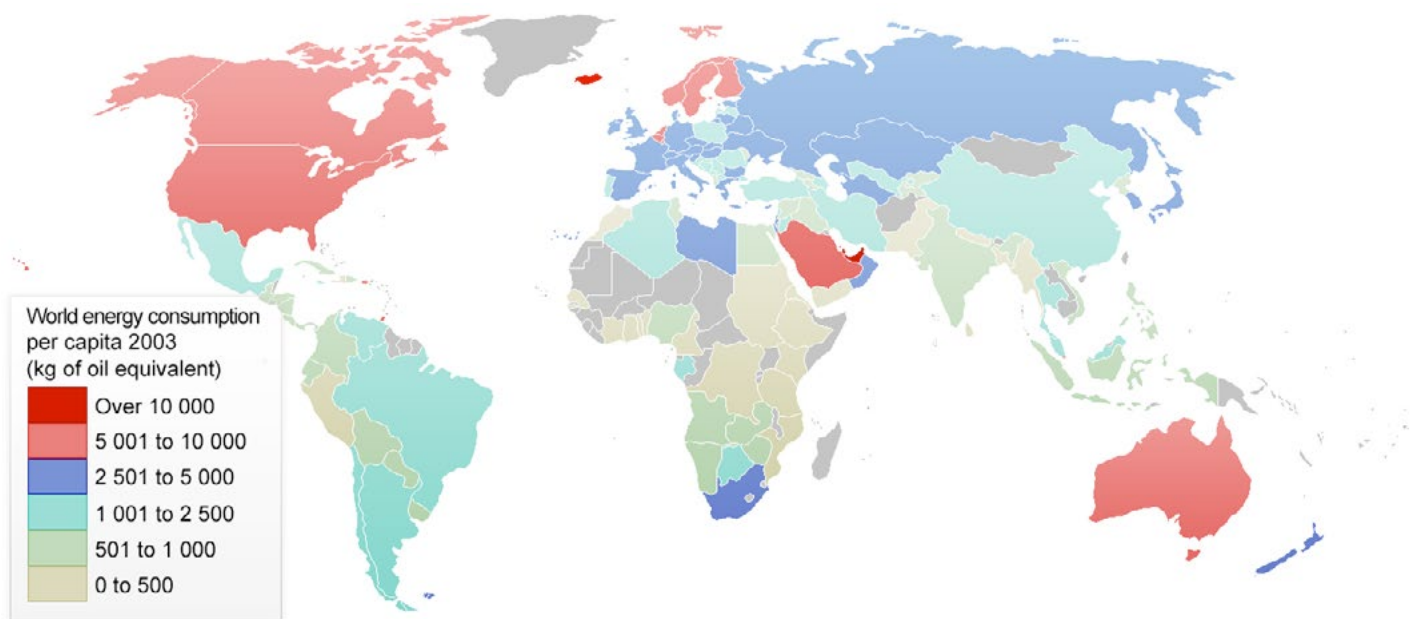 World energy consumption
per capita 2003
(kg of oil equivalent)
Over 10 000
5 001 to 10 000
2 501 to 5 000
1 001 to 2 500
501 to 1 000
0 to 500